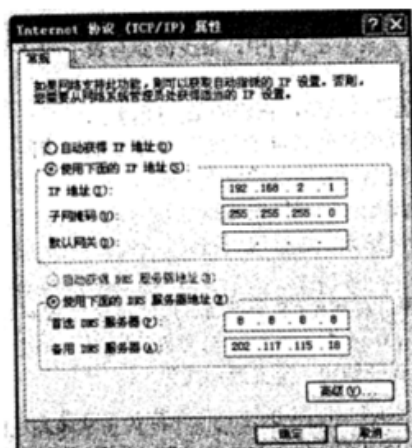 Internet 协议 (TCP/IP) 属性
常规
如果网络支持此功能，则可以获取自动指派的 IP 设置。否则，
您需要从网络系统管理员处获得适当的 IP 设置。
自动获得 IP 地址(O)
使用下面的 IP 地址(S):
IP 地址(I): 192 .168 . 2 . 1
子网掩码(U): 255 .255 .255 . 0
默认网关(D): . . .
自动获得 DNS 服务器地址(B)
使用下面的 DNS 服务器地址(E)
首选 DNS 服务器(P): 8 . 8 . 8 . 8
备用 DNS 服务器(A): 202 .117 .115 .18
高级(V)...
确定 取消